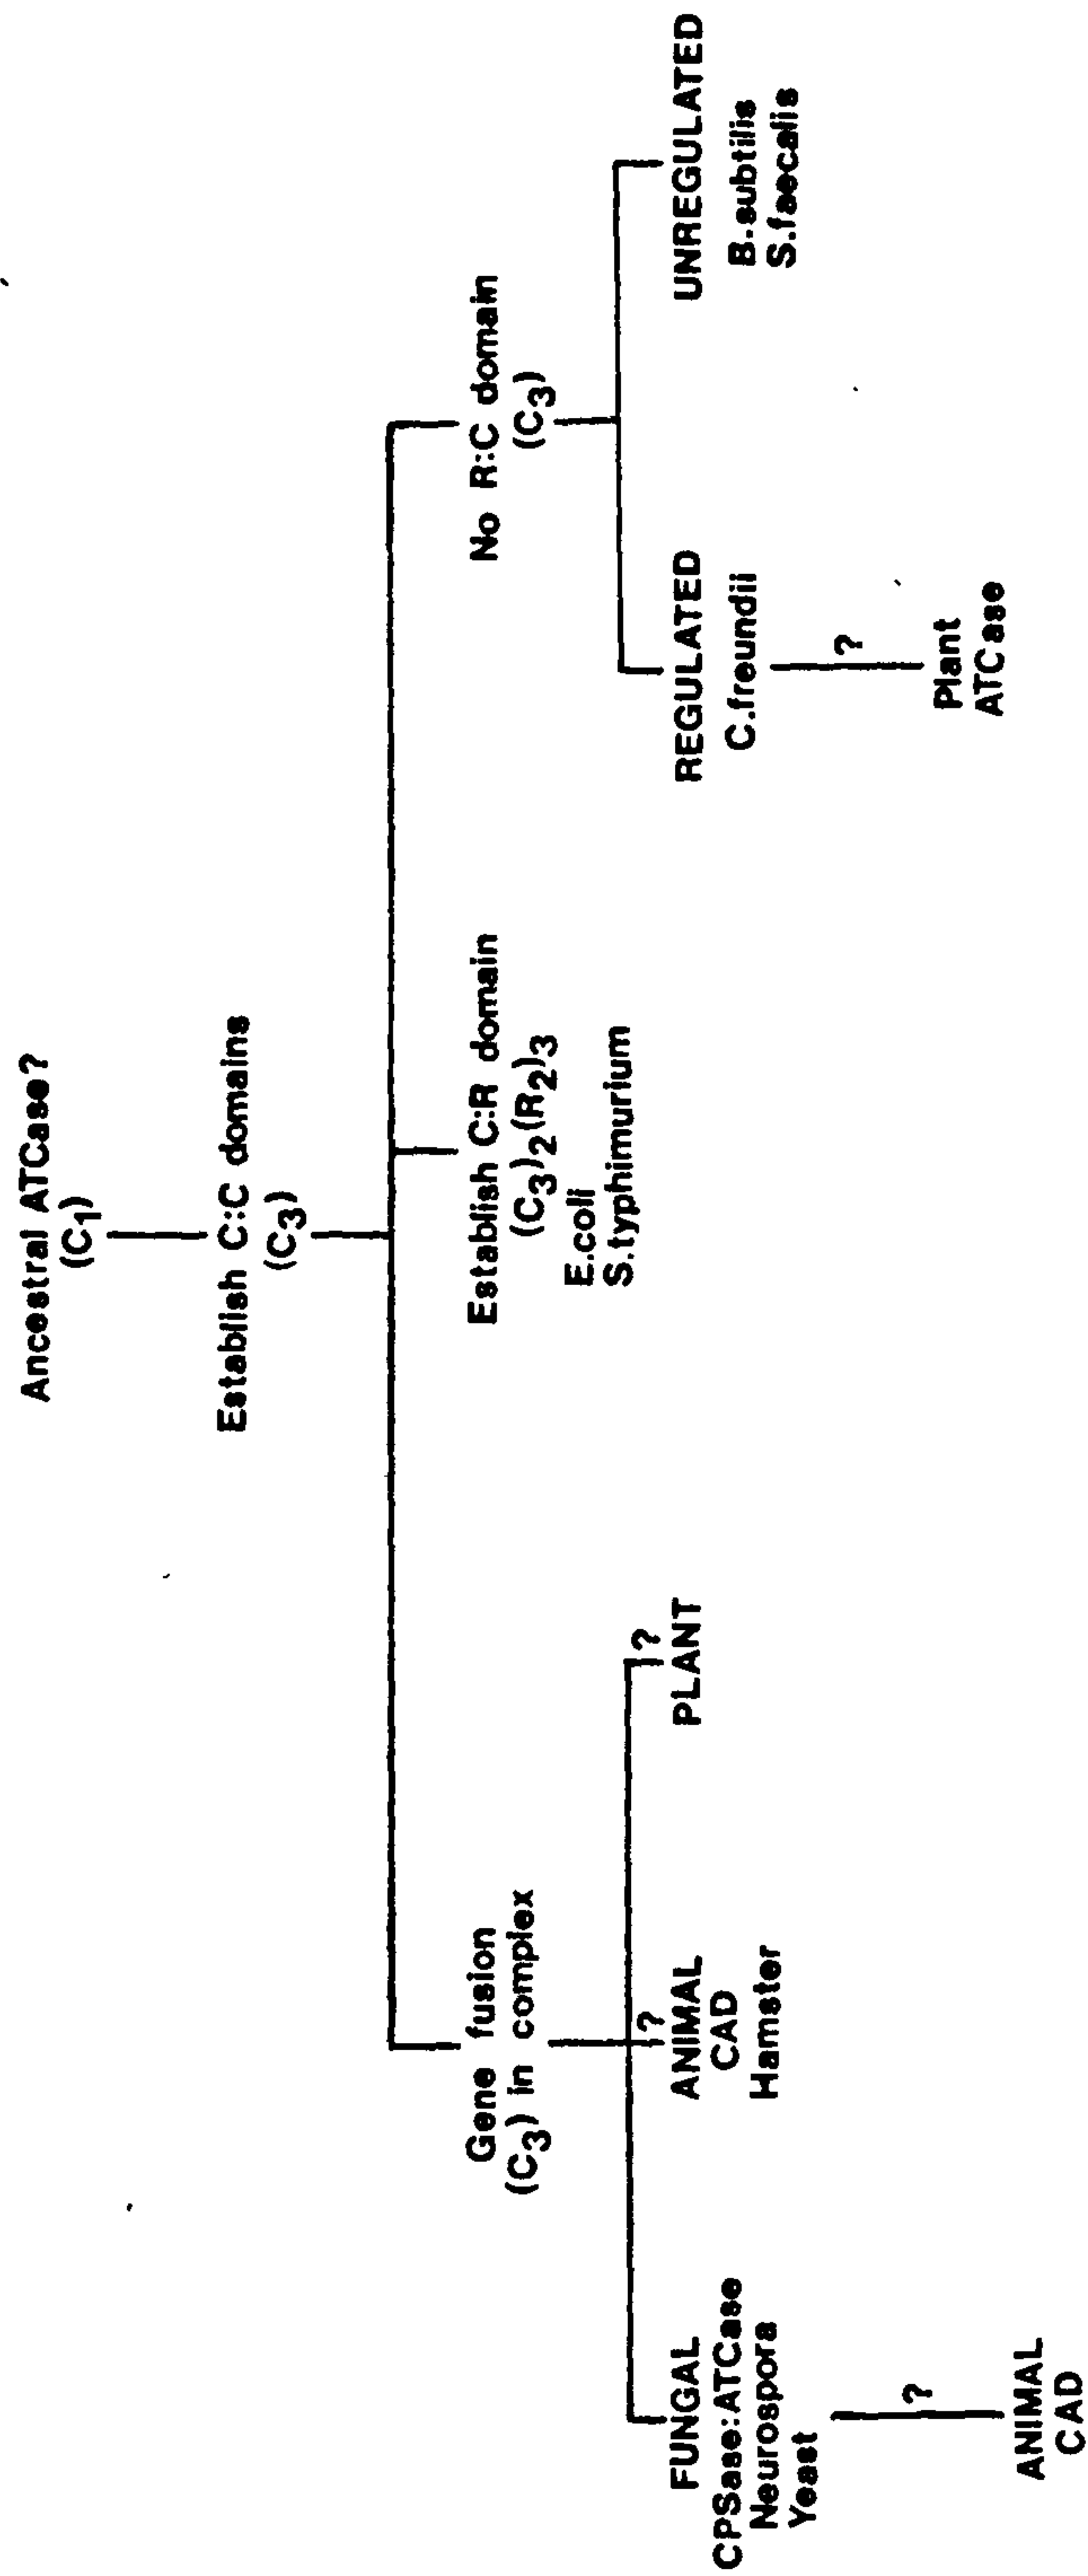 Ancestral ATCase?
(C1)
Establish C:C domains
(C3)
Gene fusion
(C3) in complex
Establish C:R domain
(C3)2(R2)3
E.coli
S.typhimurium
No R:C domain
(C3)
FUNGAL
CPSase:ATCase
Neurospora
Yeast
?
ANIMAL
CAD
?
ANIMAL
CAD
Hamster
?
PLANT
REGULATED
C.freundii
?
Plant
ATCase
UNREGULATED
B.subtilis
S.faecalis